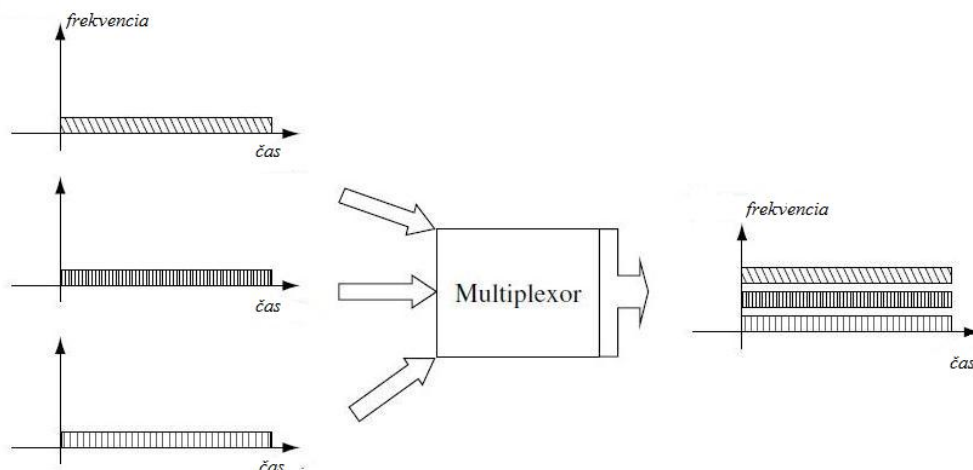 frekvencia
čas
čas
čas
Multiplexor
frekvencia
čas